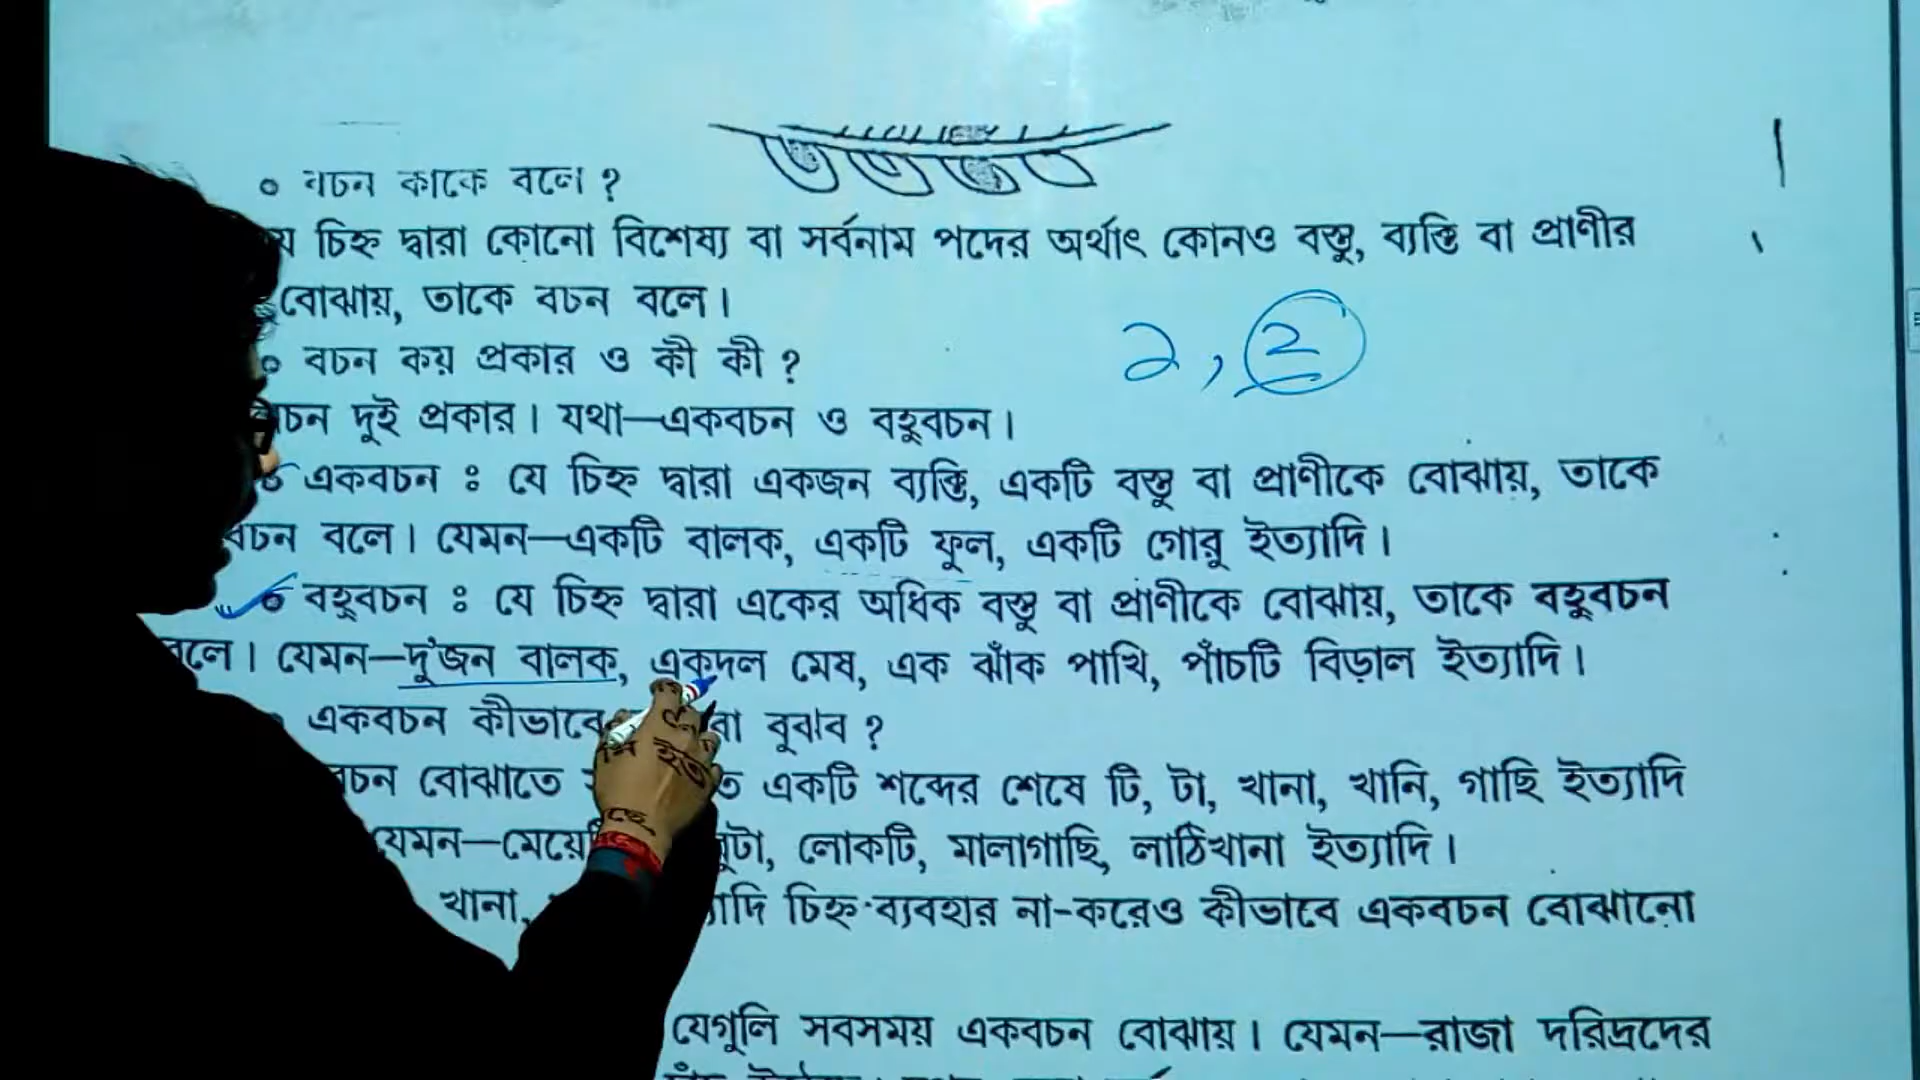 বচন কাকে বলে ?
চিহ্ন দ্বারা কোনো বিশেষ্য বা সর্বনাম পদের অর্থাৎ কোনও বস্তু, ব্যক্তি বা প্রাণীর
বোঝায়, তাকে বচন বলে।
২, ২
০ বচন কয় প্রকার ও কী কী ?
দুই প্রকার। যথা—একবচন ও বহুবচন।
একবচন ঃ যে চিহ্ন দ্বারা একজন ব্যক্তি, একটি বস্তু বা প্রাণীকে বোঝায়, তাকে
বচন বলে। যেমন—একটি বালক, একটি ফুল, একটি গোরু ইত্যাদি।
বহুবচন ঃ যে চিহ্ন দ্বারা একের অধিক বস্তু বা প্রাণীকে বোঝায়, তাকে বহুবচন
বলে। যেমন—দু'জন বালক, একদল মেষ, এক ঝাঁক পাখি, পাঁচটি বিড়াল ইত্যাদি।
একবচন কীভাবে বুঝব ?
বোঝাতে একটি শব্দের শেষে টি, টা, খানা, খানি, গাছি ইত্যাদি
যেমন— লোকটি, মালাগাছি, লাঠিখানা ইত্যাদি।
খানা, চিহ্ন ব্যবহার না-করেও কীভাবে একবচন বোঝানো
যেগুলি সবসময় একবচন বোঝায়। যেমন—রাজা দরিদ্রদের